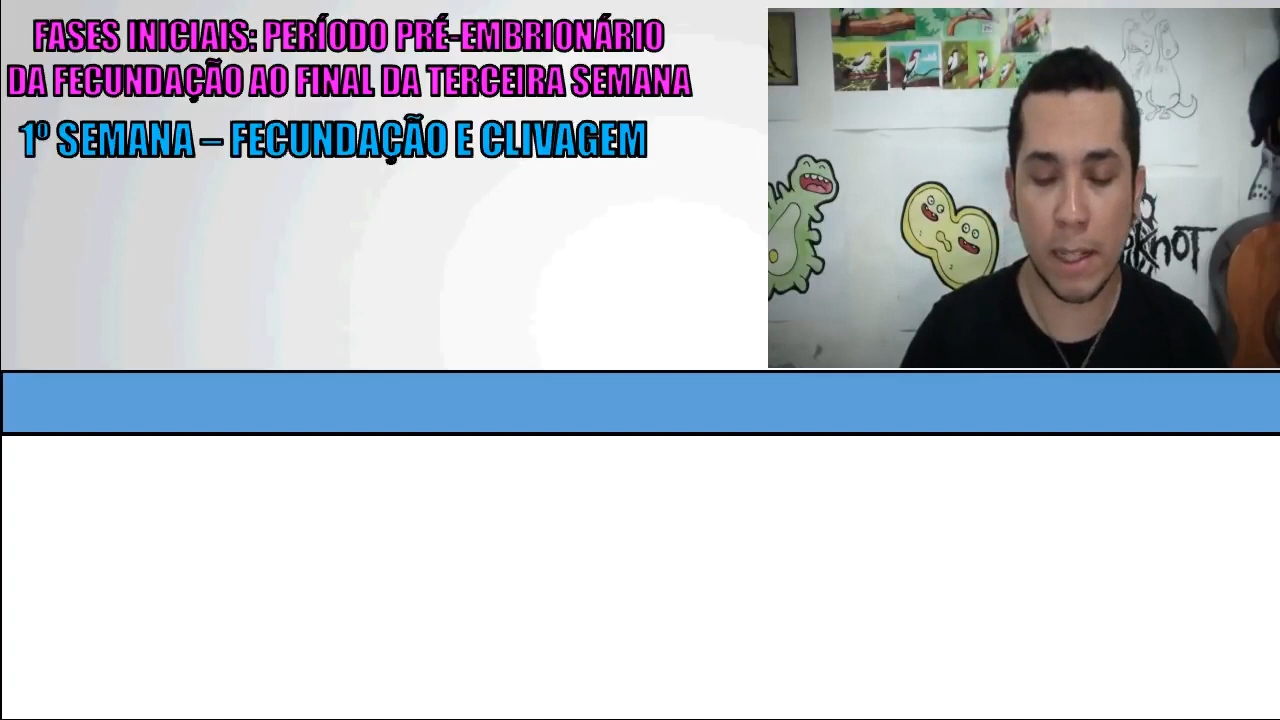 FASES INICIAIS: PERÍODO PRÉ-EMBRIONÁRIO
DA FECUNDAÇÃO AO FINAL DA TERCEIRA SEMANA
1º SEMANA – FECUNDAÇÃO E CLIVAGEM